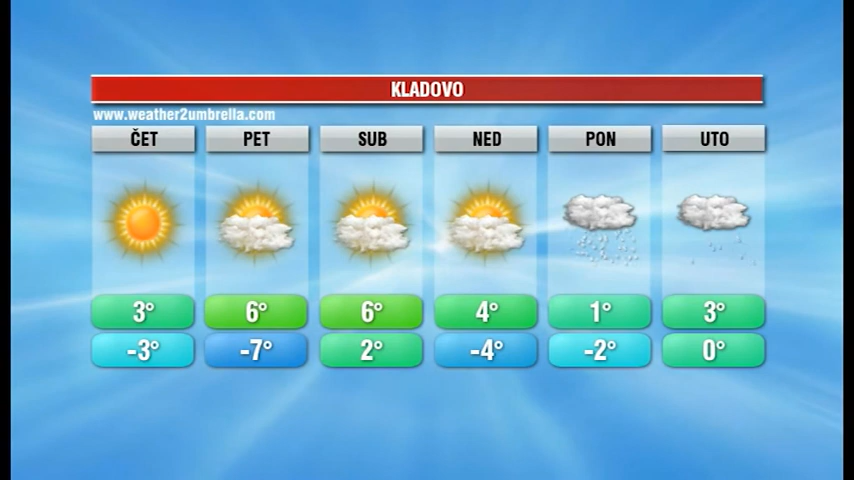 KLADOVO
www.weather2umbrella.com
ČET PET SUB NED PON UTO
3° 6° 6° 4° 1° 3°
-3° -7° 2° -4° -2° 0°